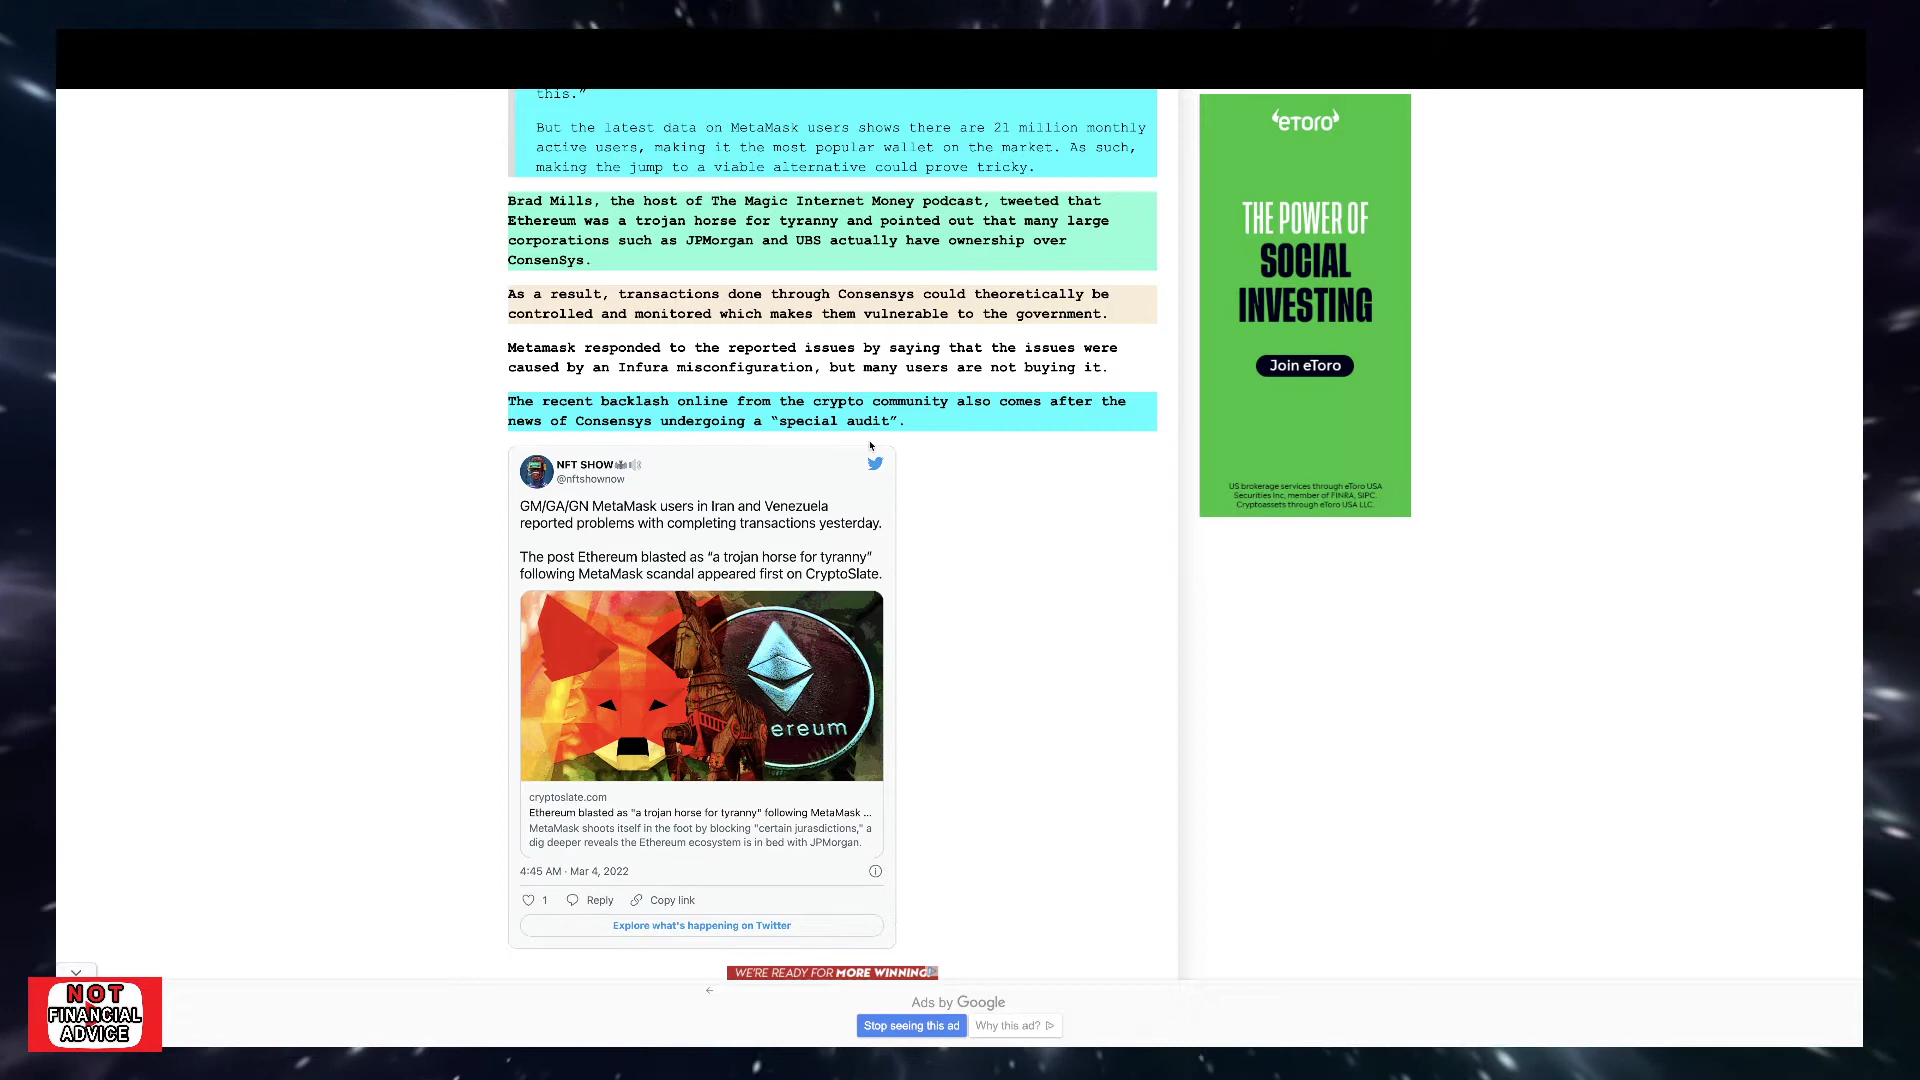 this.”
But the latest data on MetaMask users shows there are 21 million monthly
active users, making it the most popular wallet on the market. As such,
making the jump to a viable alternative could prove tricky.
Brad Mills, the host of The Magic Internet Money podcast, tweeted that
Ethereum was a trojan horse for tyranny and pointed out that many large
corporations such as JPMorgan and UBS actually have ownership over
ConsenSys.
As a result, transactions done through Consensys could theoretically be
controlled and monitored which makes them vulnerable to the government.
Metamask responded to the reported issues by saying that the issues were
caused by an Infura misconfiguration, but many users are not buying it.
The recent backlash online from the crypto community also comes after the
news of Consensys undergoing a “special audit”.
NFT SHOW
@nftshownow
GM/GA/GN MetaMask users in Iran and Venezuela
reported problems with completing transactions yesterday.
The post Ethereum blasted as “a trojan horse for tyranny”
following MetaMask scandal appeared first on CryptoSlate.
ereum
cryptoslate.com
Ethereum blasted as "a trojan horse for tyranny" following MetaMask ...
MetaMask shoots itself in the foot by blocking "certain jurasdictions," a
dig deeper reveals the Ethereum ecosystem is in bed with JPMorgan.
4:45 AM · Mar 4, 2022
1
Reply
Copy link
Explore what's happening on Twitter
eToro
THE POWER OF
SOCIAL
INVESTING
Join eToro
US brokerage services through eToro USA
Securities Inc, member of FINRA, SIPC.
Cryptoassets through eToro USA LLC.
WE'RE READY FOR MORE WINNING
Ads by Google
Stop seeing this ad
Why this ad?
NOT
FINANCIAL
ADVICE